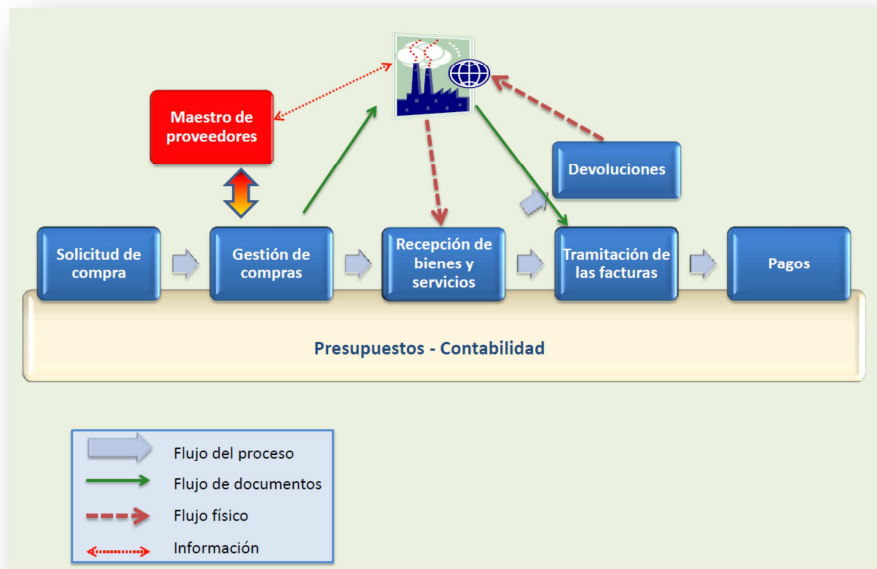 Maestro de
proveedores
Devoluciones
Solicitud de
compra
Gestión de
compras
Recepción de
bienes y
servicios
Tramitación de
las facturas
Pagos
Presupuestos - Contabilidad
Flujo del proceso
Flujo de documentos
Flujo físico
Información